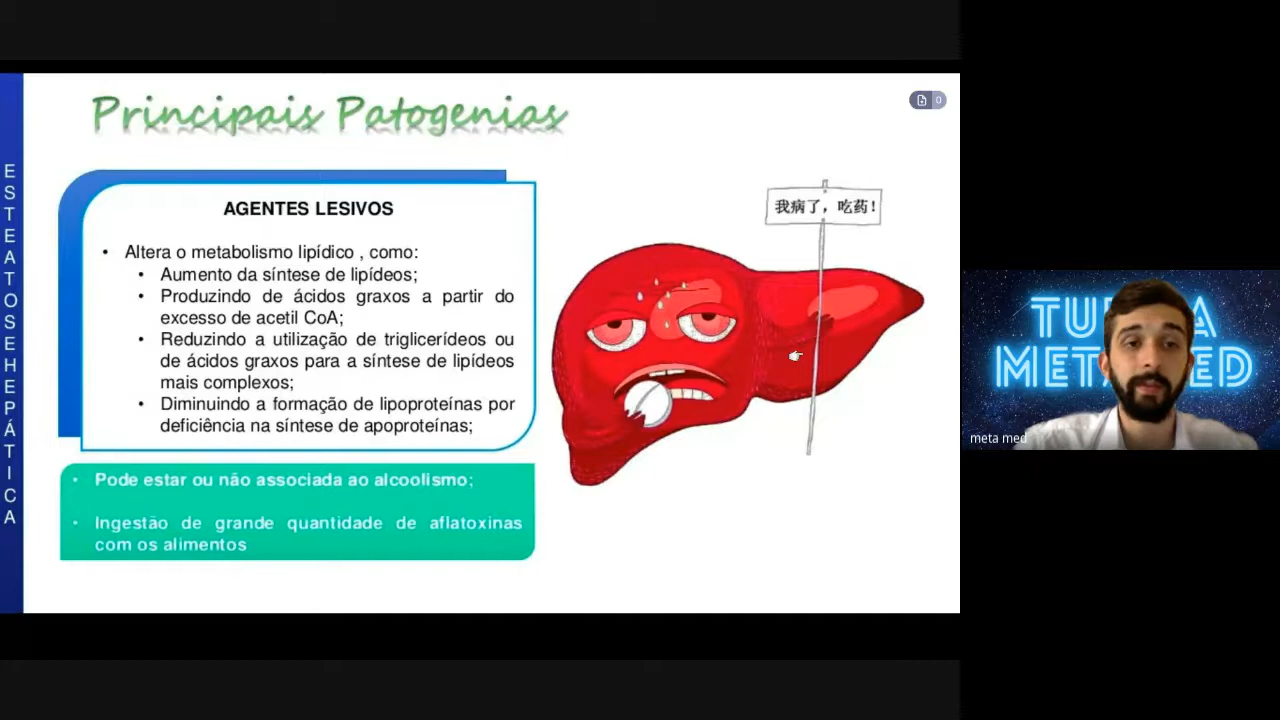 Principais Patogenias
0
ESTEATOSE HEPÁTICA
AGENTES LESIVOS
• Altera o metabolismo lipídico , como:
• Aumento da síntese de lipídeos;
• Produzindo de ácidos graxos a partir do
excesso de acetil CoA;
• Reduzindo a utilização de triglicerídeos ou
de ácidos graxos para a síntese de lipídeos
mais complexos;
• Diminuindo a formação de lipoproteínas por
deficiência na síntese de apoproteínas;
• Pode estar ou não associada ao alcoolismo;
• Ingestão de grande quantidade de aflatoxinas
com os alimentos
我病了，吃药！
meta med